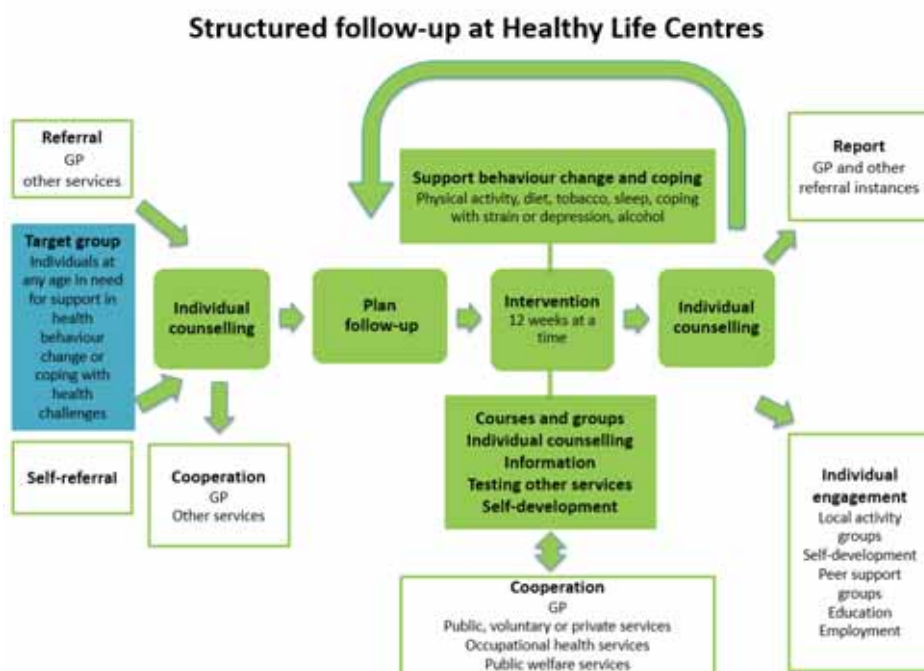 Structured follow-up at Healthy Life Centres
Referral
GP
other services
Target group
Individuals at
any age in need
for support in
health
behaviour
change or
coping with
health
challenges
Self-referral
Individual
counselling
Cooperation
GP
Other services
Plan
follow-up
Support behaviour change and coping
Physical activity, diet, tobacco, sleep, coping
with strain or depression, alcohol
Intervention
12 weeks at a
time
Courses and groups
Individual counselling
Information
Testing other services
Self-development
Cooperation
GP
Public, voluntary or private services
Occupational health services
Public welfare services
Individual
counselling
Report
GP and other
referral instances
Individual
engagement
Local activity
groups
Self-development
Peer support
groups
Education
Employment